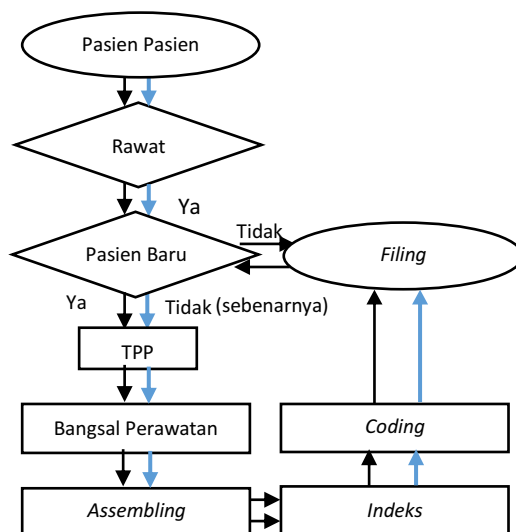 Pasien Pasien
Rawat
Ya
Tidak
Pasien Baru
Filing
Ya
Tidak (sebenarnya)
TPP
Bangsal Perawatan
Coding
Assembling
Indeks